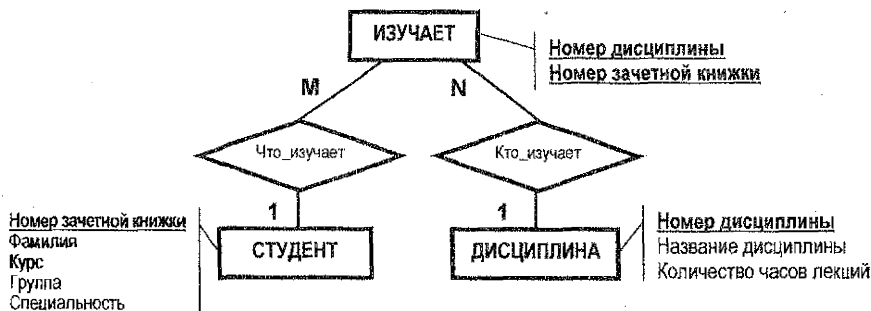 ИЗУЧАЕТ
Номер дисциплины
Номер зачетной книжки
M
N
Что_изучает
Кто_изучает
1
1
Номер зачетной книжки
Фамилия
Курс
Группа
Специальность
СТУДЕНТ
ДИСЦИПЛИНА
Номер дисциплины
Название дисциплины
Количество часов лекций